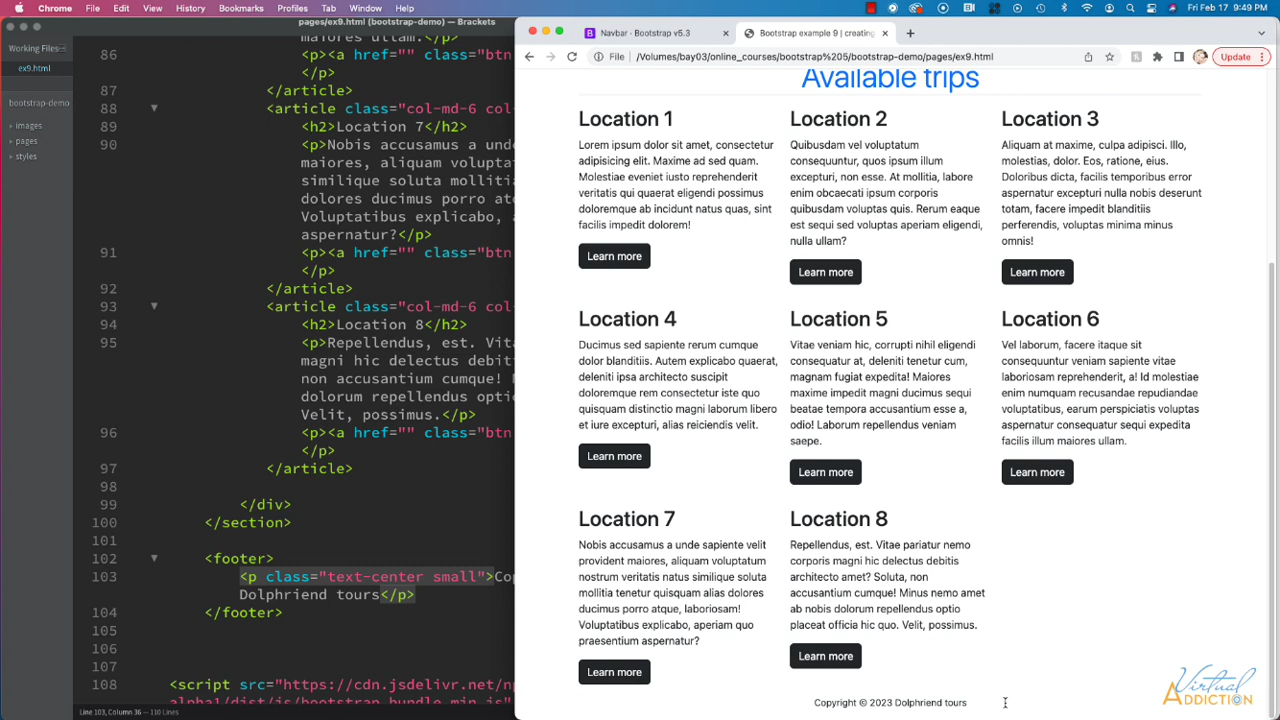 Chrome File Edit View History Bookmarks Profiles Tab Window Help
Fri Feb 17 9:49 PM
pages/ex9.html (bootstrap-demo) — Brackets
Working Files
ex9.html
bootstrap-demo
images
pages
styles
maiores ullam.</p>
86 <p><a href="" class="btn
</p>
87 </article>
88 <article class="col-md-6 col
89 <h2>Location 7</h2>
90 <p>Nobis accusamus a und
maiores, aliquam volupt
similique soluta molliti
dolores ducimus porro at
Voluptatibus explicabo,
aspernatur?</p>
91 <p><a href="" class="btn
</p>
92 </article>
93 <article class="col-md-6 col
94 <h2>Location 8</h2>
95 <p>Repellendus, est. Vita
magni hic delectus debit
non accusantium cumque!
dolorum repellendus opti
Velit, possimus.</p>
96 <p><a href="" class="btn
</p>
97 </article>
98
99 </div>
100 </section>
101
102 <footer>
103 <p class="text-center small">Co
Dolphriend tours</p>
104 </footer>
105
106
107
108 <script src="https://cdn.jsdelivr.net/np
alpha1/dist/js/bootstrap.bundle.min.js"
Line 103, Column 36 — 110 Lines
Navbar · Bootstrap v5.3
Bootstrap example 9 | creating
File /Volumes/bay03/online_courses/bootstrap%205/bootstrap-demo/pages/ex9.html
Update
Available trips
Location 1
Lorem ipsum dolor sit amet, consectetur
adipisicing elit. Maxime ad sed quam.
Molestiae eveniet iusto reprehenderit
veritatis qui quaerat eligendi possimus
doloremque ab incidunt natus quas, sint
facilis impedit dolorem!
Learn more
Location 2
Quibusdam vel voluptatum
consequuntur, quos ipsum illum
excepturi, non esse. At mollitia, labore
enim obcaecati ipsum corporis
quibusdam voluptas quis. Rerum eaque
est sequi sed voluptas aperiam eligendi,
nulla ullam?
Learn more
Location 3
Aliquam at maxime, culpa adipisci. Illo,
molestias, dolor. Eos, ratione, eius.
Doloribus dicta, facilis temporibus error
aspernatur excepturi nulla nobis deserunt
totam, facere impedit blanditiis
perferendis, voluptas minima minus
omnis!
Learn more
Location 4
Ducimus sed sapiente rerum cumque
dolor blanditiis. Autem explicabo quaerat,
deleniti ipsa architecto suscipit
doloremque rem consectetur iste quo
quisquam distinctio magni laborum libero
et iure excepturi, alias reiciendis velit.
Learn more
Location 5
Vitae veniam hic, corrupti nihil eligendi
consequatur at, deleniti tenetur cum,
magnam fugiat expedita! Maiores
maxime impedit magni ducimus sequi
beatae tempora accusantium esse a,
odio! Laborum repellendus veniam
saepe.
Learn more
Location 6
Vel laborum, facere itaque sit
consequuntur veniam sapiente vitae
laboriosam reprehenderit, a! Id molestiae
enim numquam recusandae repudiandae
voluptatibus, earum perspiciatis voluptas
aspernatur consequatur sequi expedita
facilis illum maiores ullam.
Learn more
Location 7
Nobis accusamus a unde sapiente velit
provident maiores, aliquam voluptatum
nostrum veritatis natus similique soluta
mollitia tenetur quisquam alias dolores
ducimus porro atque, laboriosam!
Voluptatibus explicabo, aperiam quo
praesentium aspernatur?
Learn more
Location 8
Repellendus, est. Vitae pariatur nemo
corporis magni hic delectus debitis
architecto amet? Soluta, non
accusantium cumque! Minus nemo amet
ab nobis dolorum repellendus optio
placeat officia hic quo. Velit, possimus.
Learn more
Copyright © 2023 Dolphriend tours
Virtual
ADDICTION